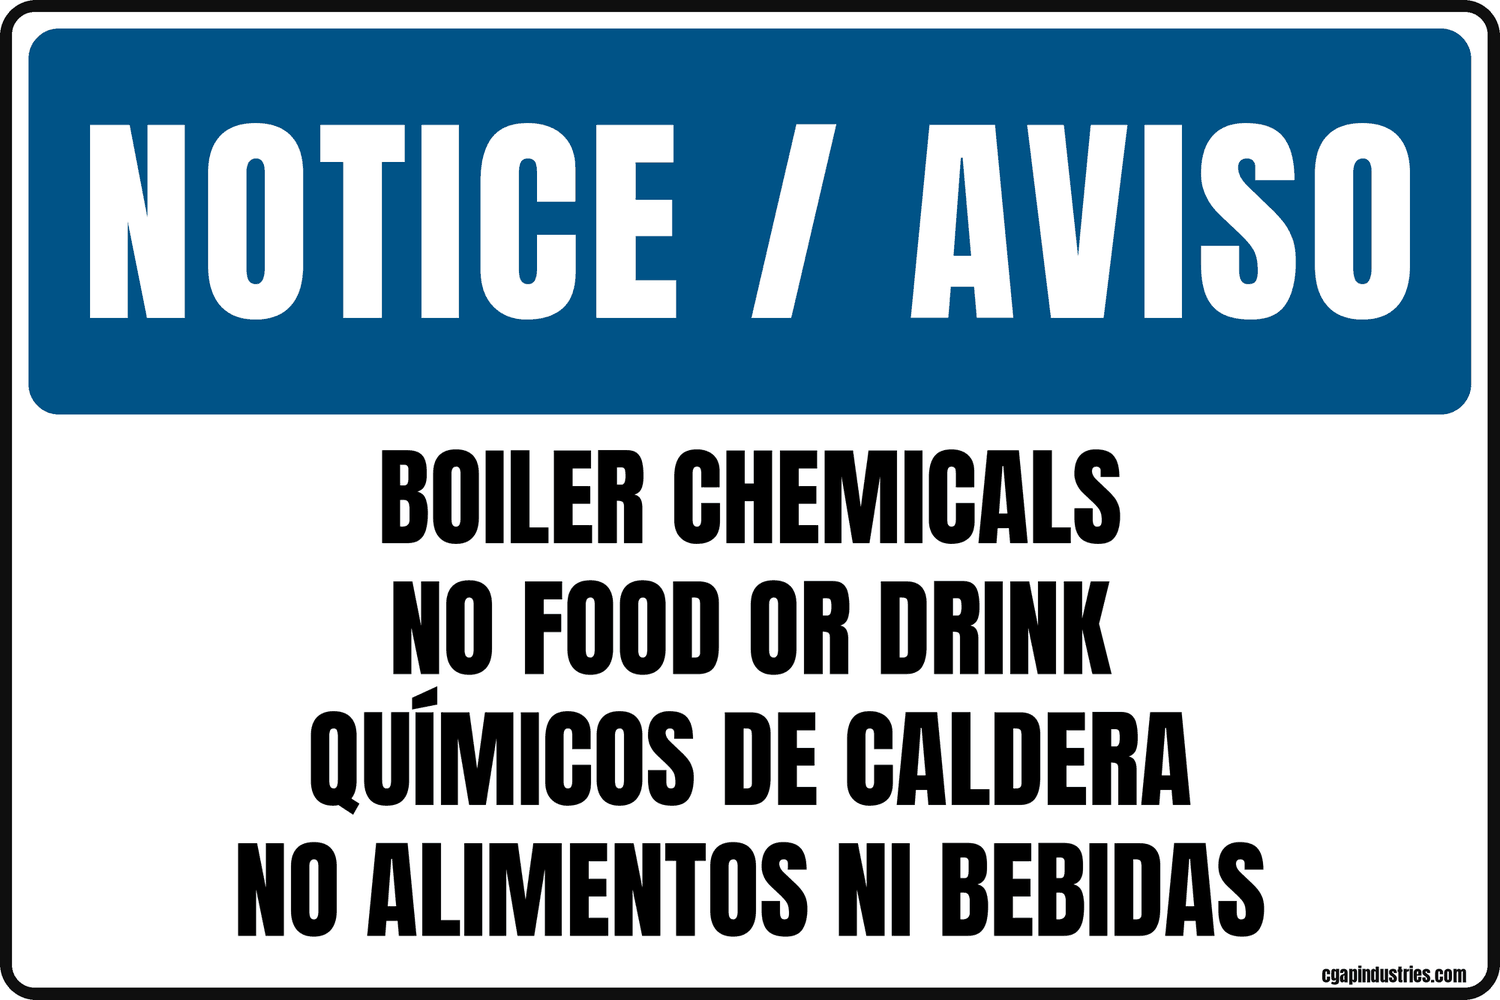 NOTICE / AVISO
BOILER CHEMICALS
NO FOOD OR DRINK
QUÍMICOS DE CALDERA
NO ALIMENTOS NI BEBIDAS
cgapindustries.com